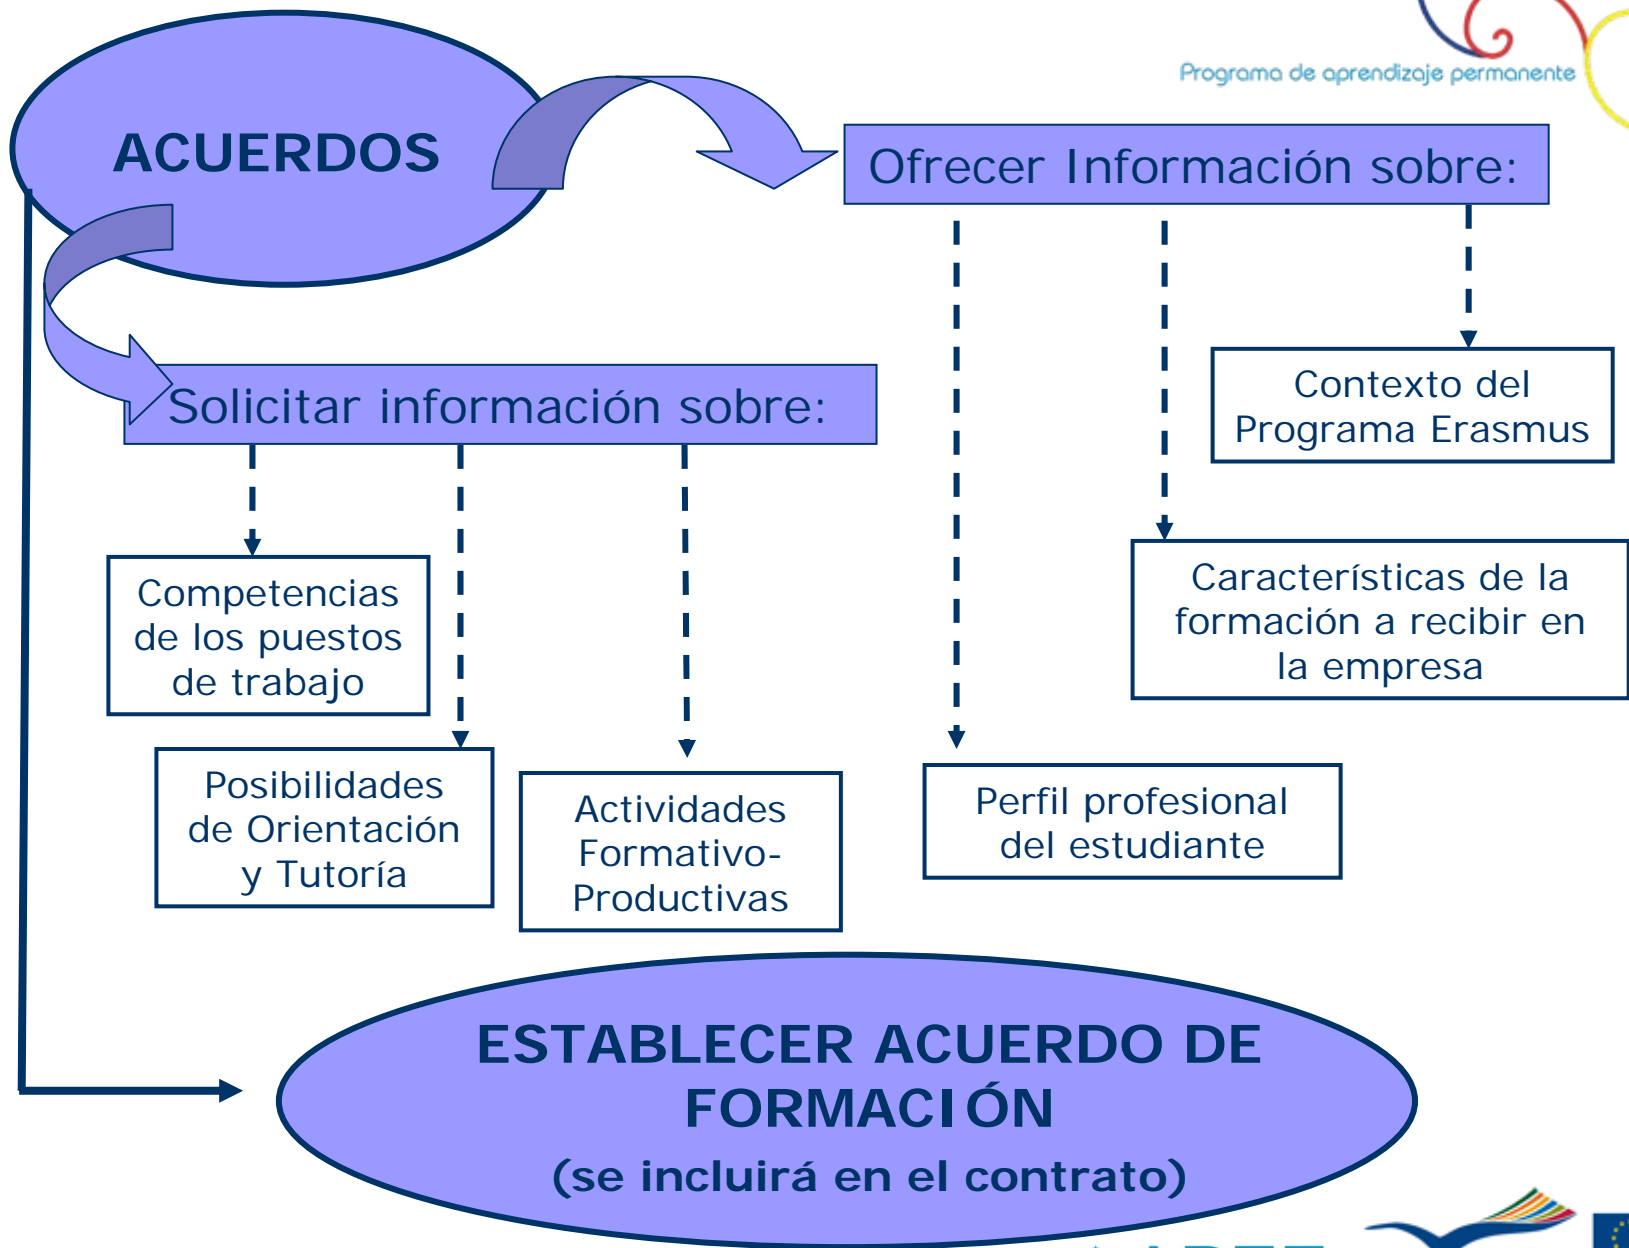 Programa de aprendizaje permanente
ACUERDOS
Ofrecer Información sobre:
Contexto del
Programa Erasmus
Solicitar información sobre:
Características de la
formación a recibir en
la empresa
Competencias
de los puestos
de trabajo
Posibilidades
de Orientación
y Tutoría
Actividades
Formativo-
Productivas
Perfil profesional
del estudiante
ESTABLECER ACUERDO DE
FORMACIÓN
(se incluirá en el contrato)